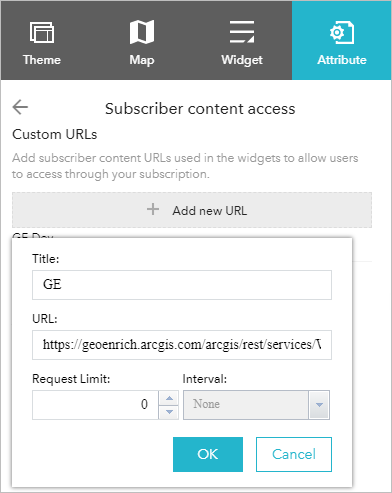 Theme Map Widget Attribute
Subscriber content access
Custom URLs
Add subscriber content URLs used in the widgets to allow users
to access through your subscription.
Add new URL
Title:
GE
URL:
https://geoenrich.arcgis.com/arcgis/rest/services/
Request Limit: Interval:
0 None
OK Cancel